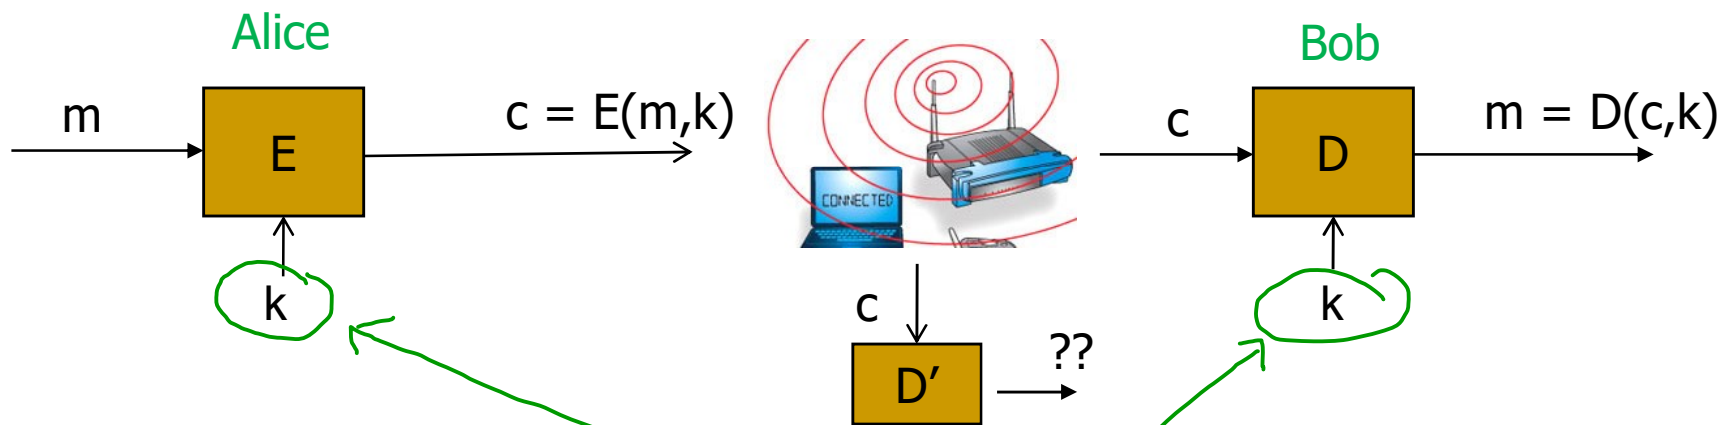 Alice
Bob
m
E
c = E(m,k)
CONNECTED
c
D
m = D(c,k)
k
k
c
D′
??